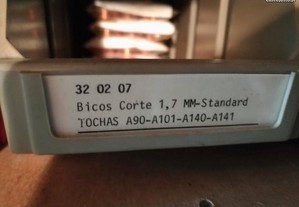 32 02 07
Bicos Corte 1,7 MM-Standard
TOCHAS A90-A101-A140-A141